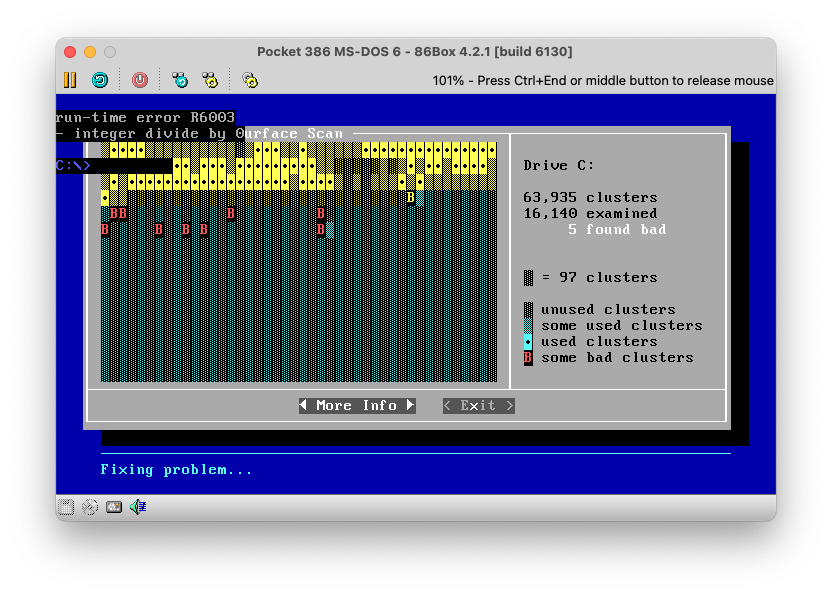 Pocket 386 MS-DOS 6 - 86Box 4.2.1 [build 6130]
101% - Press Ctrl+End or middle button to release mouse
run-time error R6003
- integer divide by 0urface Scan
C:\>
Drive C:
63,935 clusters
16,140 examined
5 found bad
= 97 clusters
unused clusters
some used clusters
used clusters
B some bad clusters
B
BB B B
B B B B B
◄ More Info ► < Exit >
Fixing problem...